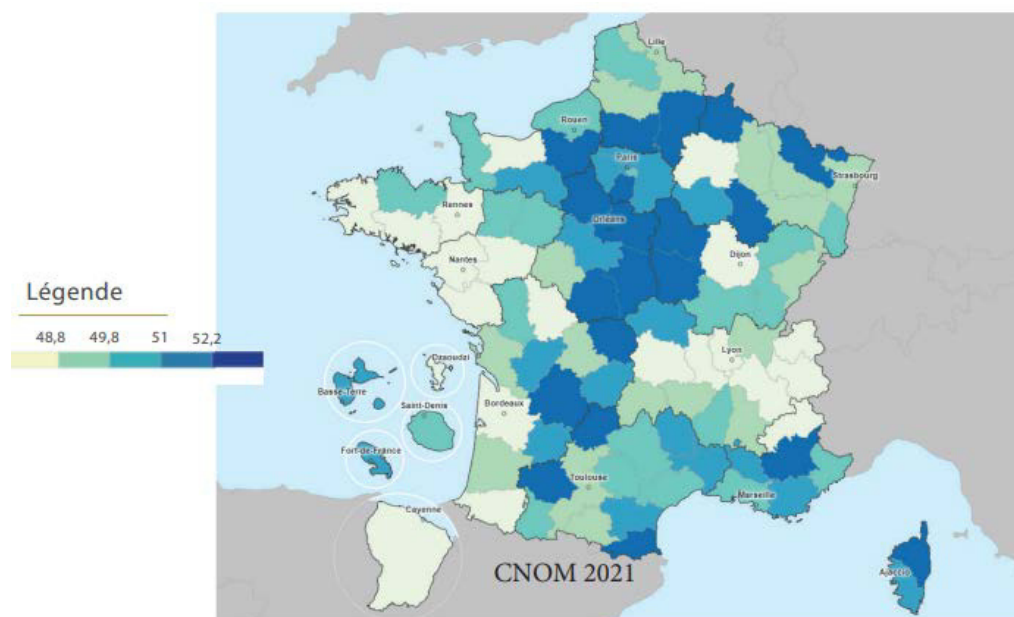 Lille
Rouen
Paris
Strasbourg
Rennes
Orléans
Dijon
Nantes
Légende
48,8 49,8 51 52,2
Lyon
Dzaoudzi
Basse-Terre
Saint-Denis
Bordeaux
Fort-de-France
Toulouse
Marseille
Cayenne
CNOM 2021
Ajaccio